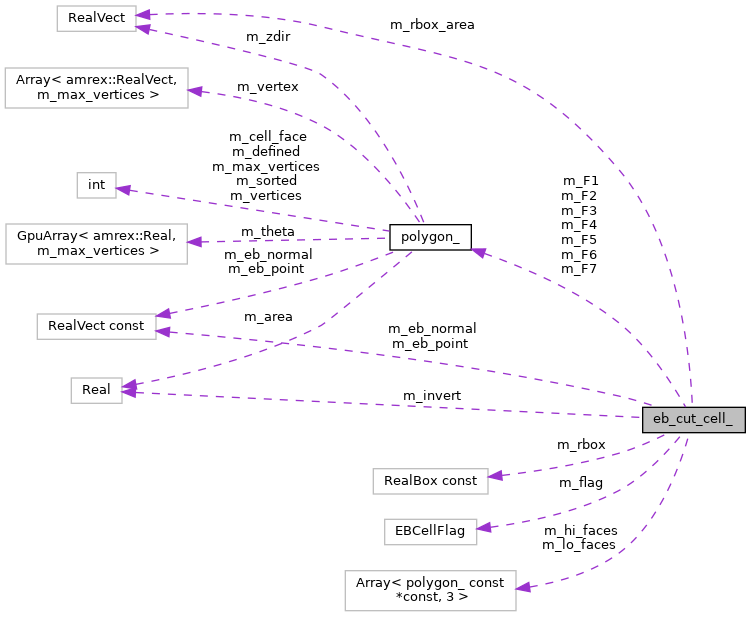 RealVect
m_rbox_area
m_zdir
Array< amrex::RealVect,
m_max_vertices >
m_vertex
m_cell_face
m_defined
m_max_vertices
m_sorted
m_vertices
int
m_F1
m_F2
m_F3
m_F4
m_F5
m_F6
m_F7
GpuArray< amrex::Real,
m_max_vertices >
m_theta
polygon_
m_eb_normal
m_eb_point
RealVect const
m_area
m_eb_normal
m_eb_point
Real
m_invert
eb_cut_cell_
m_rbox
RealBox const
m_flag
EBCellFlag
m_hi_faces
m_lo_faces
Array< polygon_ const
*const, 3 >